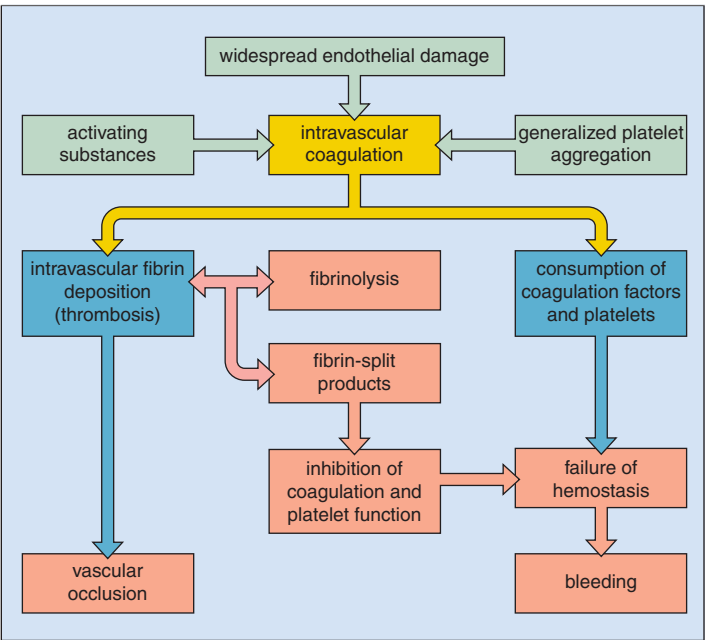 widespread endothelial damage
activating
substances
intravascular
coagulation
generalized platelet
aggregation
intravascular fibrin
deposition
(thrombosis)
fibrinolysis
consumption of
coagulation factors
and platelets
fibrin-split
products
inhibition of
coagulation and
platelet function
failure of
hemostasis
vascular
occlusion
bleeding